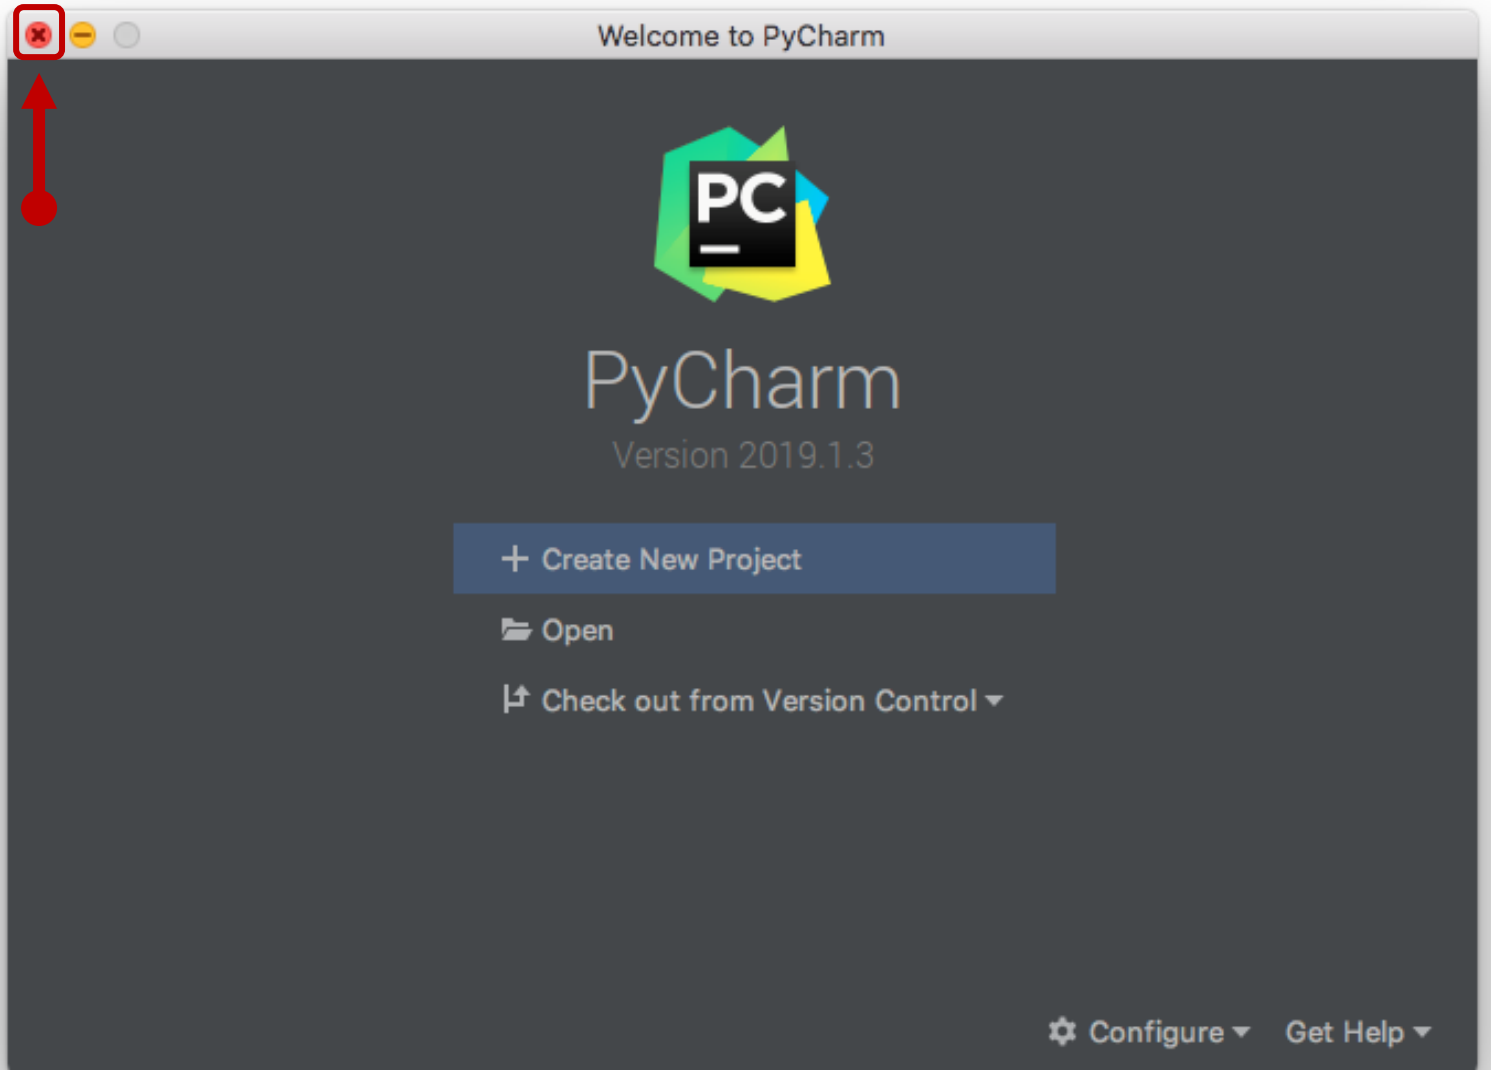 Welcome to PyCharm
PC
PyCharm
Version 2019.1.3
Create New Project
Open
Check out from Version Control
Configure
Get Help